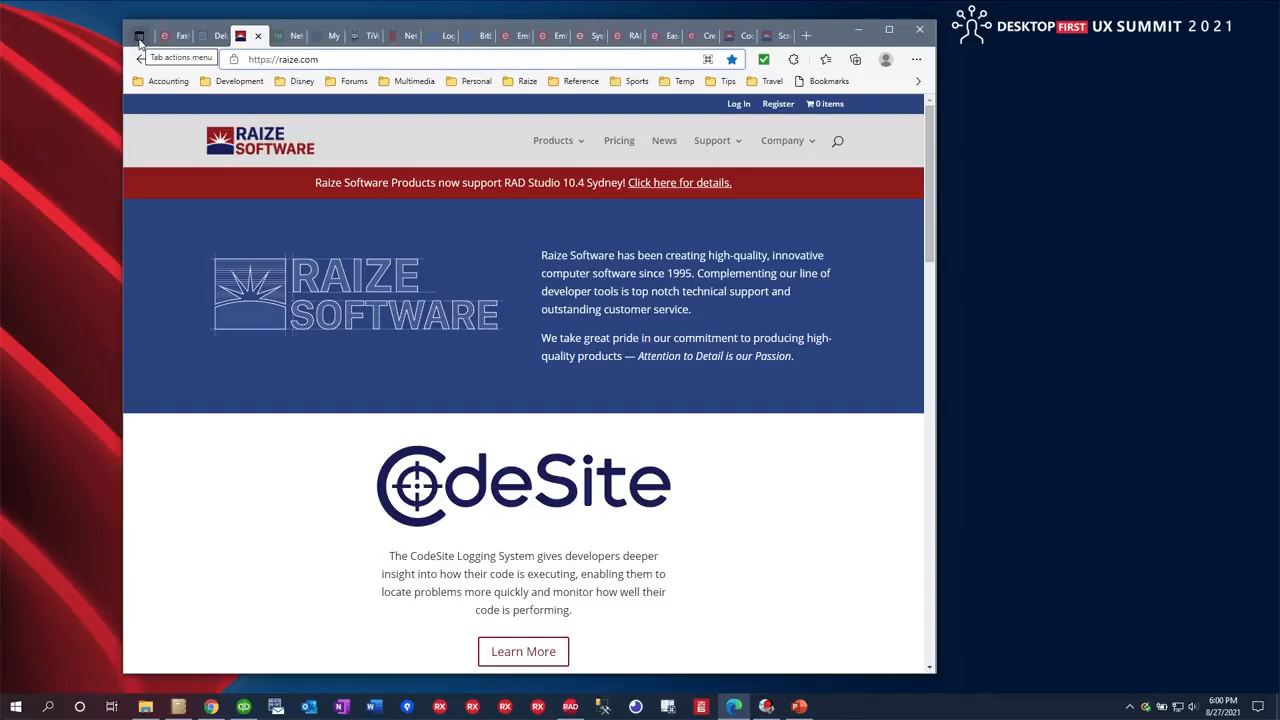 DESKTOP FIRST UX SUMMIT 2021
Tab actions menu
https://raize.com
Accounting Development Disney Forums Multimedia Personal Raize Reference Sports Temp Tips Travel Bookmarks
Log In Register 0 items
RAIZE
SOFTWARE
Products Pricing News Support Company
Raize Software Products now support RAD Studio 10.4 Sydney! Click here for details.
RAIZE
SOFTWARE
Raize Software has been creating high-quality, innovative
computer software since 1995. Complementing our line of
developer tools is top notch technical support and
outstanding customer service.
We take great pride in our commitment to producing high-
quality products — Attention to Detail is our Passion.
CodeSite
The CodeSite Logging System gives developers deeper
insight into how their code is executing, enabling them to
locate problems more quickly and monitor how well their
code is performing.
Learn More
6:00 PM
8/27/2021